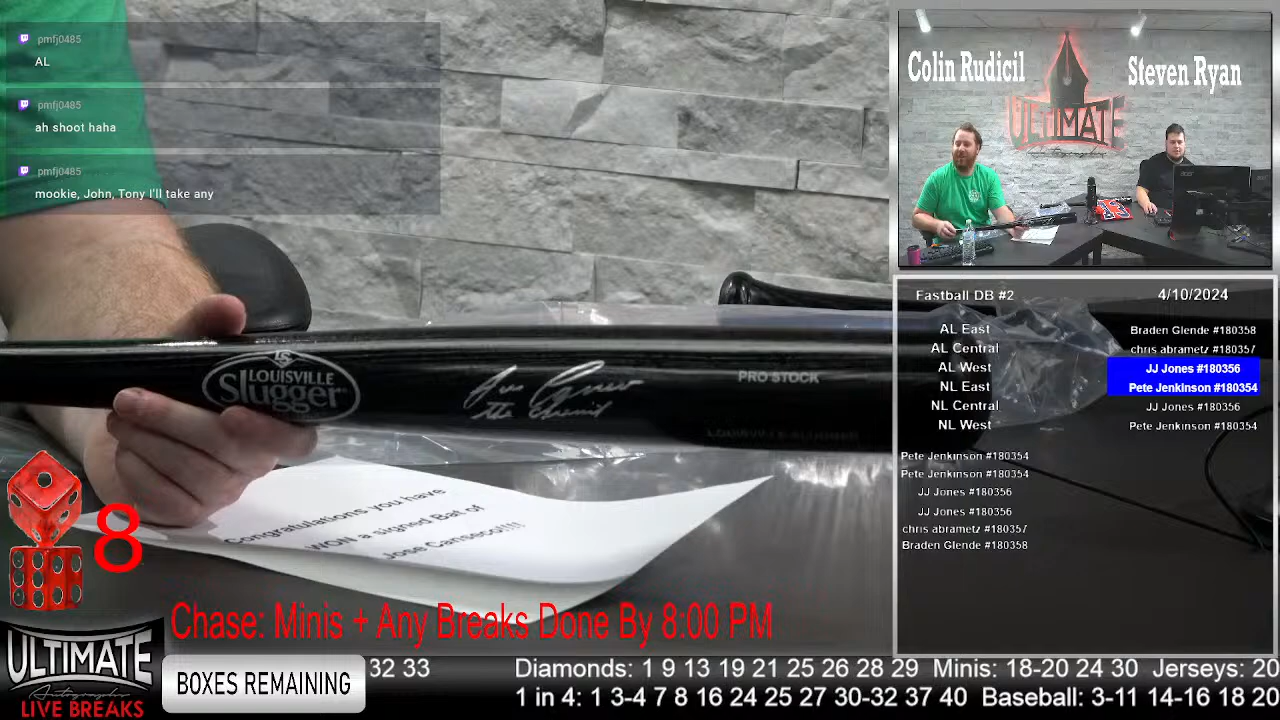 pmfj0485
AL
pmfj0485
ah shoot haha
pmfj0485
mookie, John, Tony I'll take any
Colin Rudicil
Steven Ryan
ULTIMATE
Fastball DB #2 4/10/2024
AL East Braden Glende #180358
AL Central chris abrametz #180357
AL West JJ Jones #180356
NL East Pete Jenkinson #180354
NL Central JJ Jones #180356
NL West Pete Jenkinson #180354
Pete Jenkinson #180354
Pete Jenkinson #180354
JJ Jones #180356
JJ Jones #180356
chris abrametz #180357
Braden Glende #180358
LOUISVILLE
Slugger
PRO STOCK
Congratulations you have
WON a signed Bat of
Jose Canseco!!!!
8
Chase: Minis + Any Breaks Done By 8:00 PM
ULTIMATE
Autographs
LIVE BREAKS
BOXES REMAINING
32 33 Diamonds: 1 9 13 19 21 25 26 28 29 Minis: 18-20 24 30 Jerseys: 20
1 in 4: 1 3-4 7 8 16 24 25 27 30-32 37 40 Baseball: 3-11 14-16 18 20